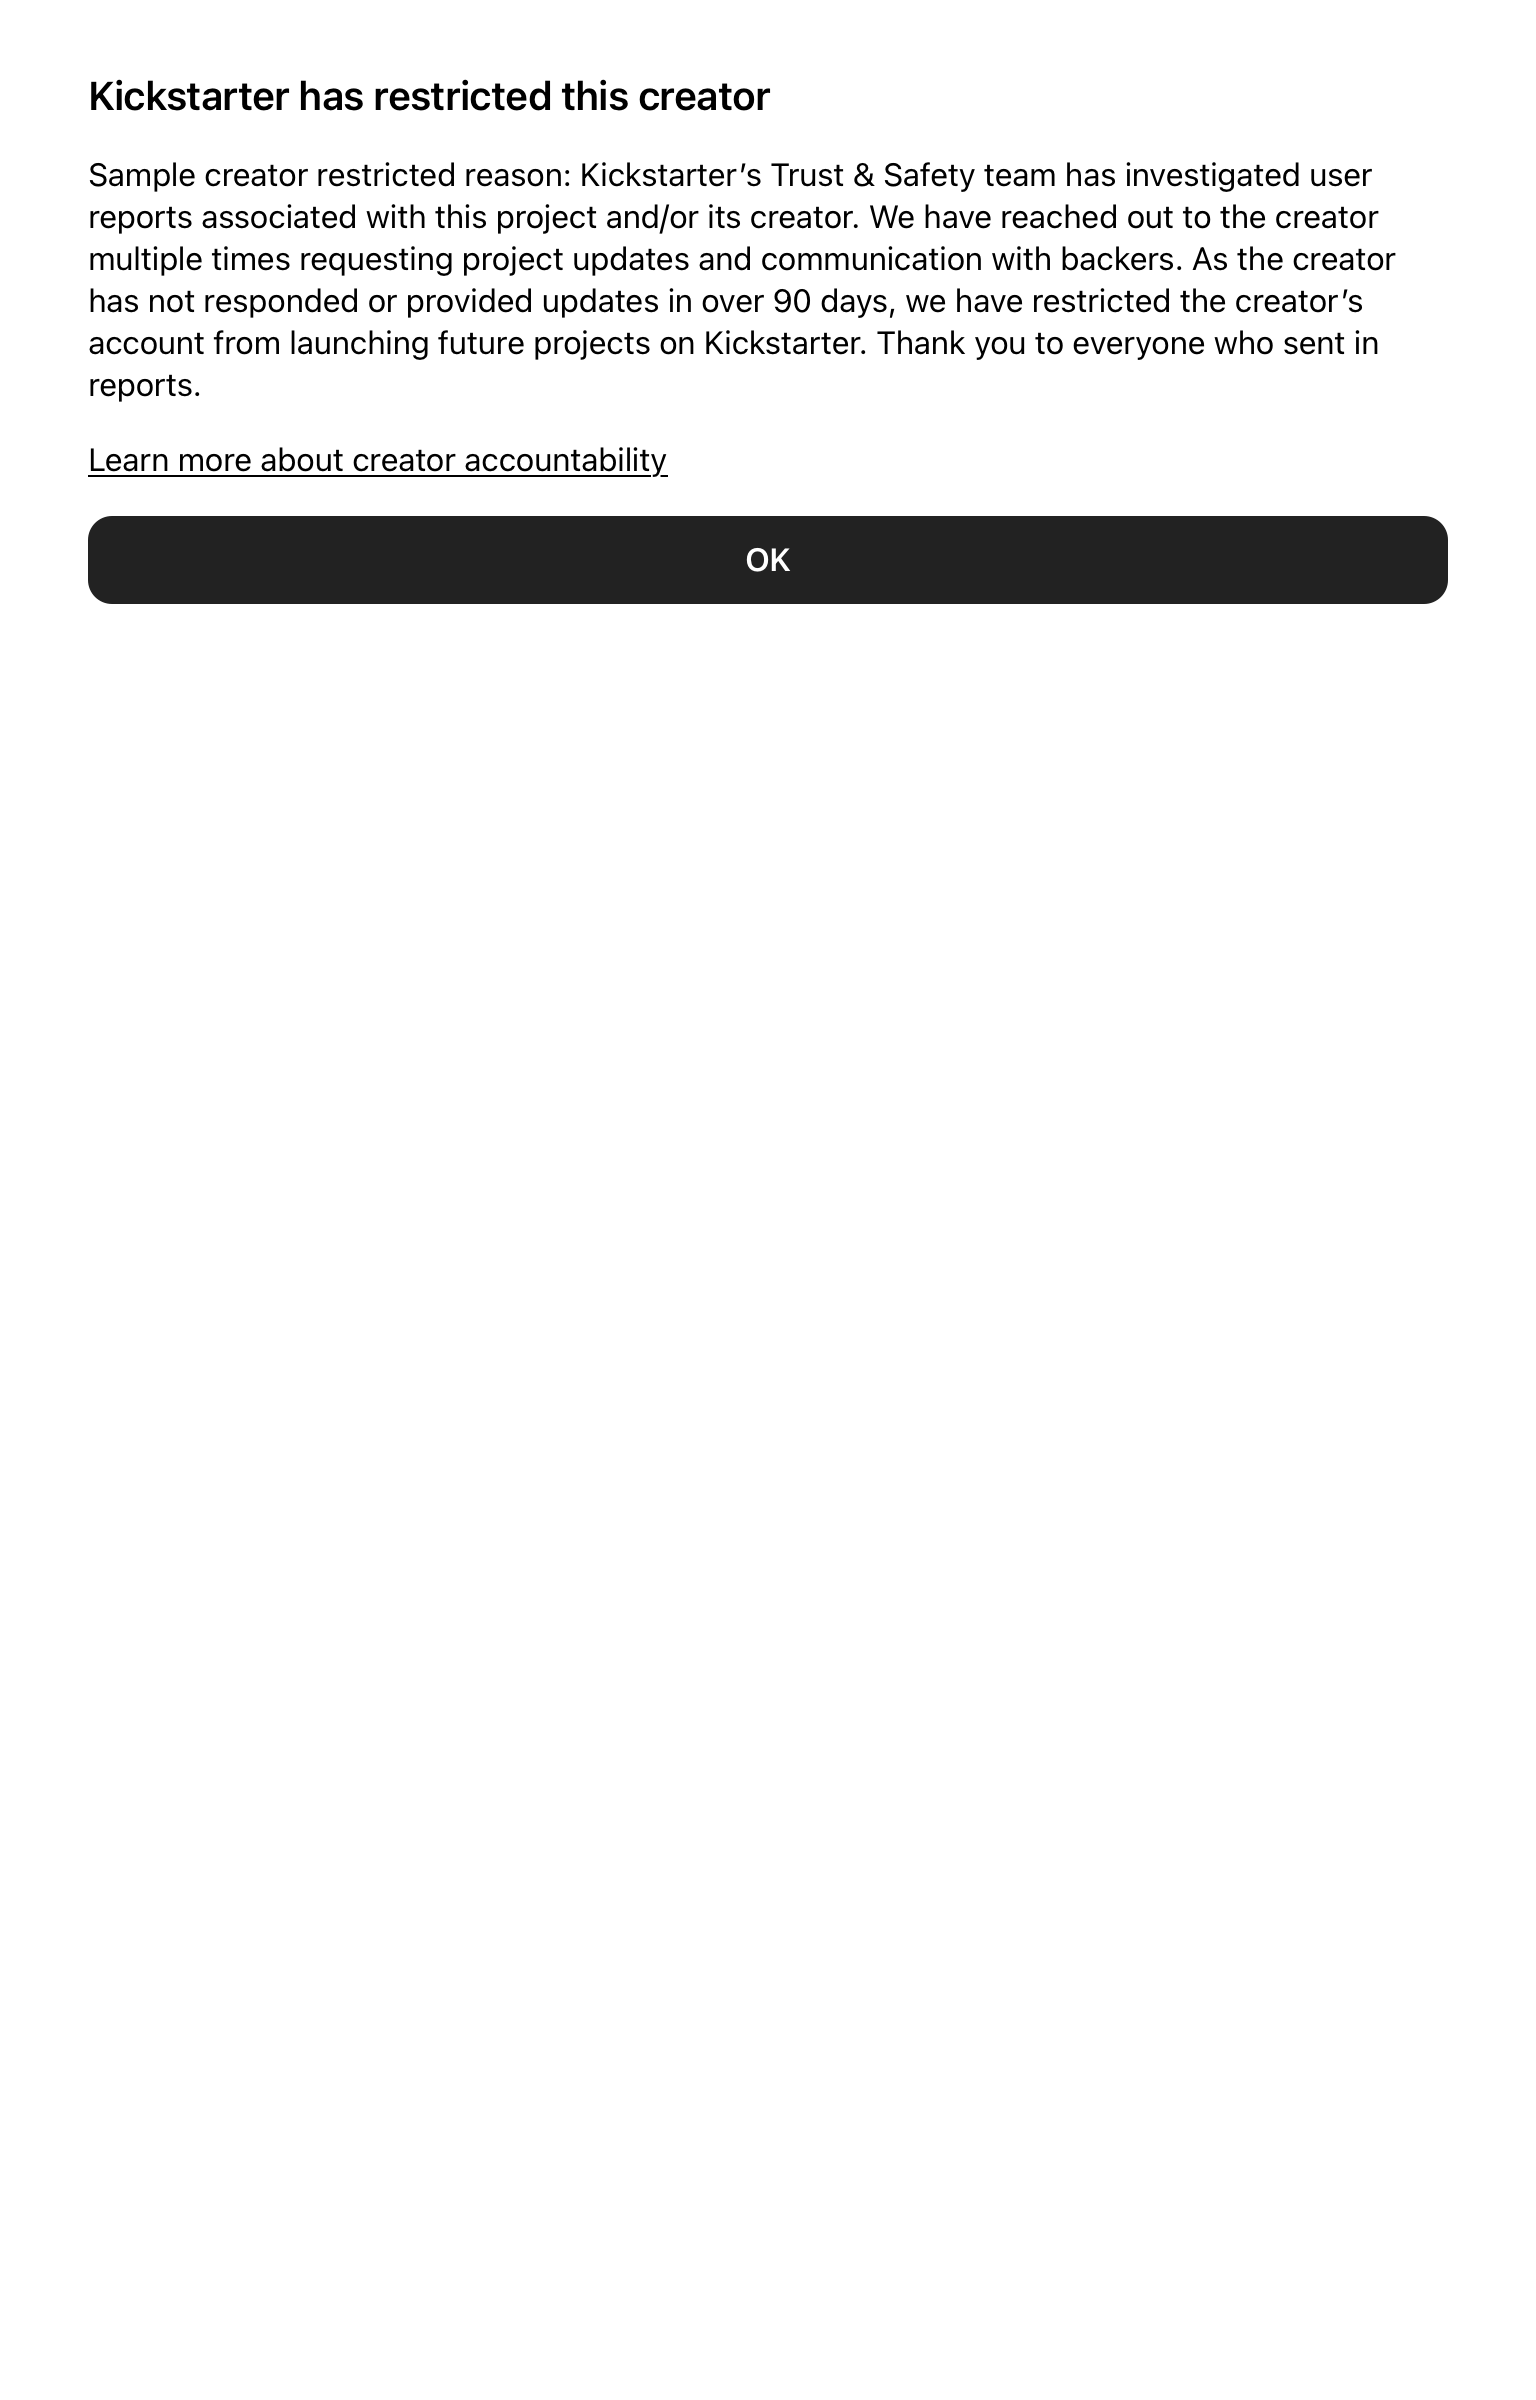 Kickstarter has restricted this creator
Sample creator restricted reason: Kickstarter’s Trust & Safety team has investigated user
reports associated with this project and/or its creator. We have reached out to the creator
multiple times requesting project updates and communication with backers. As the creator
has not responded or provided updates in over 90 days, we have restricted the creator’s
account from launching future projects on Kickstarter. Thank you to everyone who sent in
reports.
Learn more about creator accountability
OK